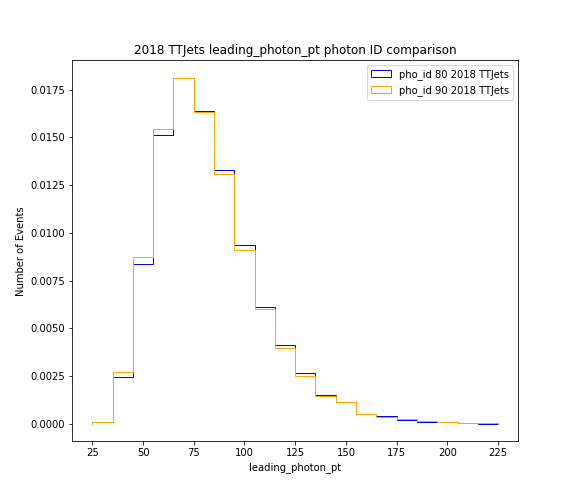 2018 TTJets leading_photon_pt photon ID comparison
pho_id 80 2018 TTJets
pho_id 90 2018 TTJets
0.0175
0.0150
0.0125
0.0100
0.0075
0.0050
0.0025
0.0000
Number of Events
25 50 75 100 125 150 175 200 225
leading_photon_pt